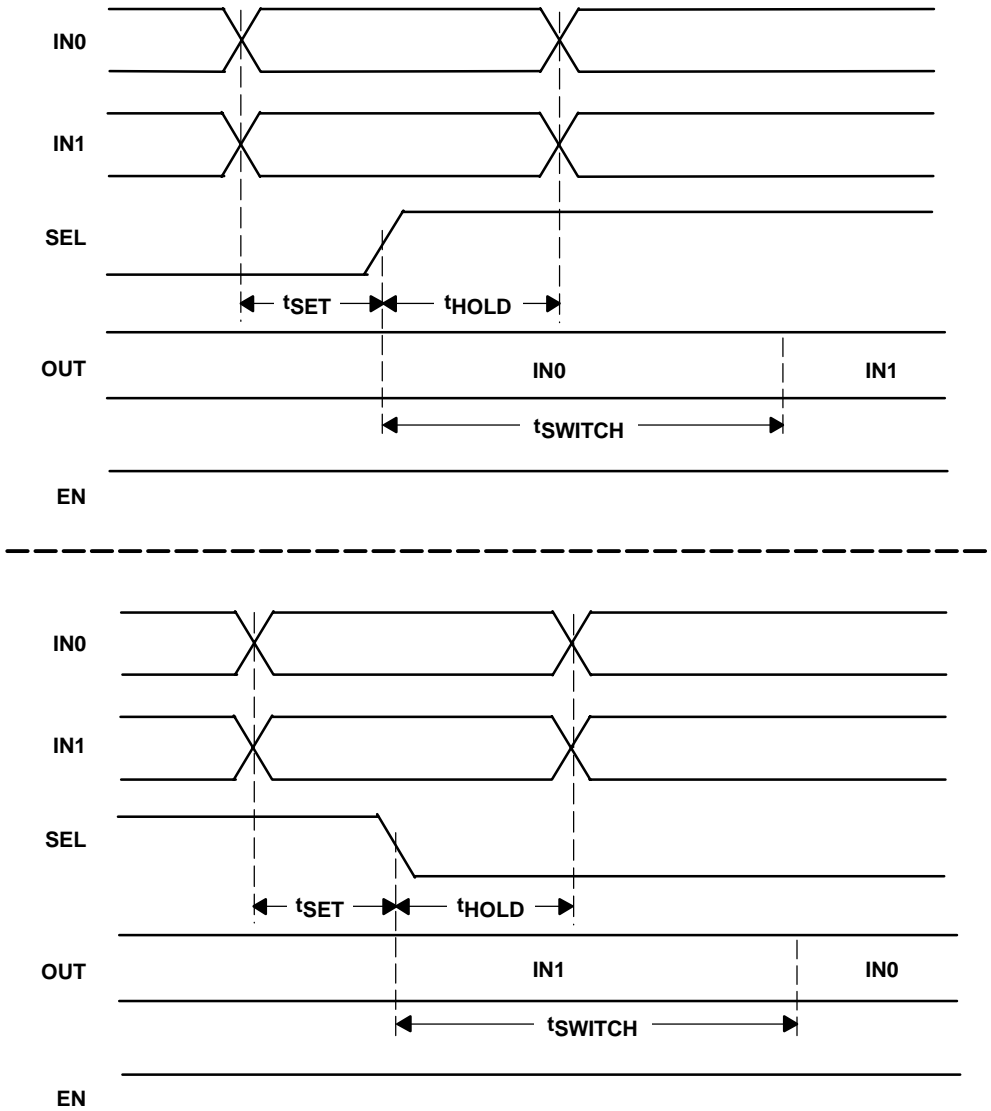 IN0
IN1
SEL
tSET
tHOLD
OUT
IN0
IN1
tSWITCH
EN
IN0
IN1
SEL
tSET
tHOLD
OUT
IN1
IN0
tSWITCH
EN